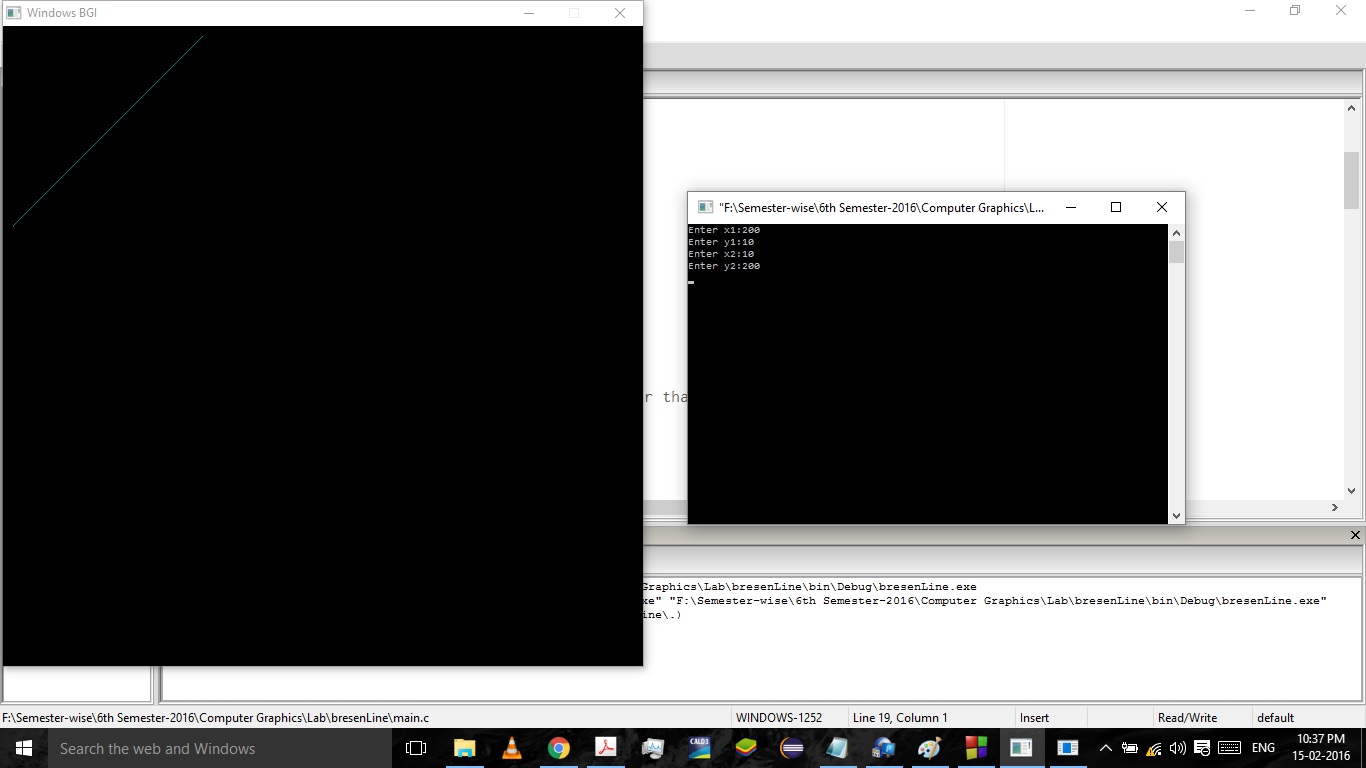 Windows BGI
r tha
"F:\Semester-wise\6th Semester-2016\Computer Graphics\L...
Enter x1:200
Enter y1:10
Enter x2:10
Enter y2:200
Graphics\Lab\bresenLine\bin\Debug\bresenLine.exe
xe" "F:\Semester-wise\6th Semester-2016\Computer Graphics\Lab\bresenLine\bin\Debug\bresenLine.exe"
ine\.)
F:\Semester-wise\6th Semester-2016\Computer Graphics\Lab\bresenLine\main.c WINDOWS-1252 Line 19, Column 1 Insert Read/Write default
Search the web and Windows CALD3 ENG 10:37 PM
15-02-2016